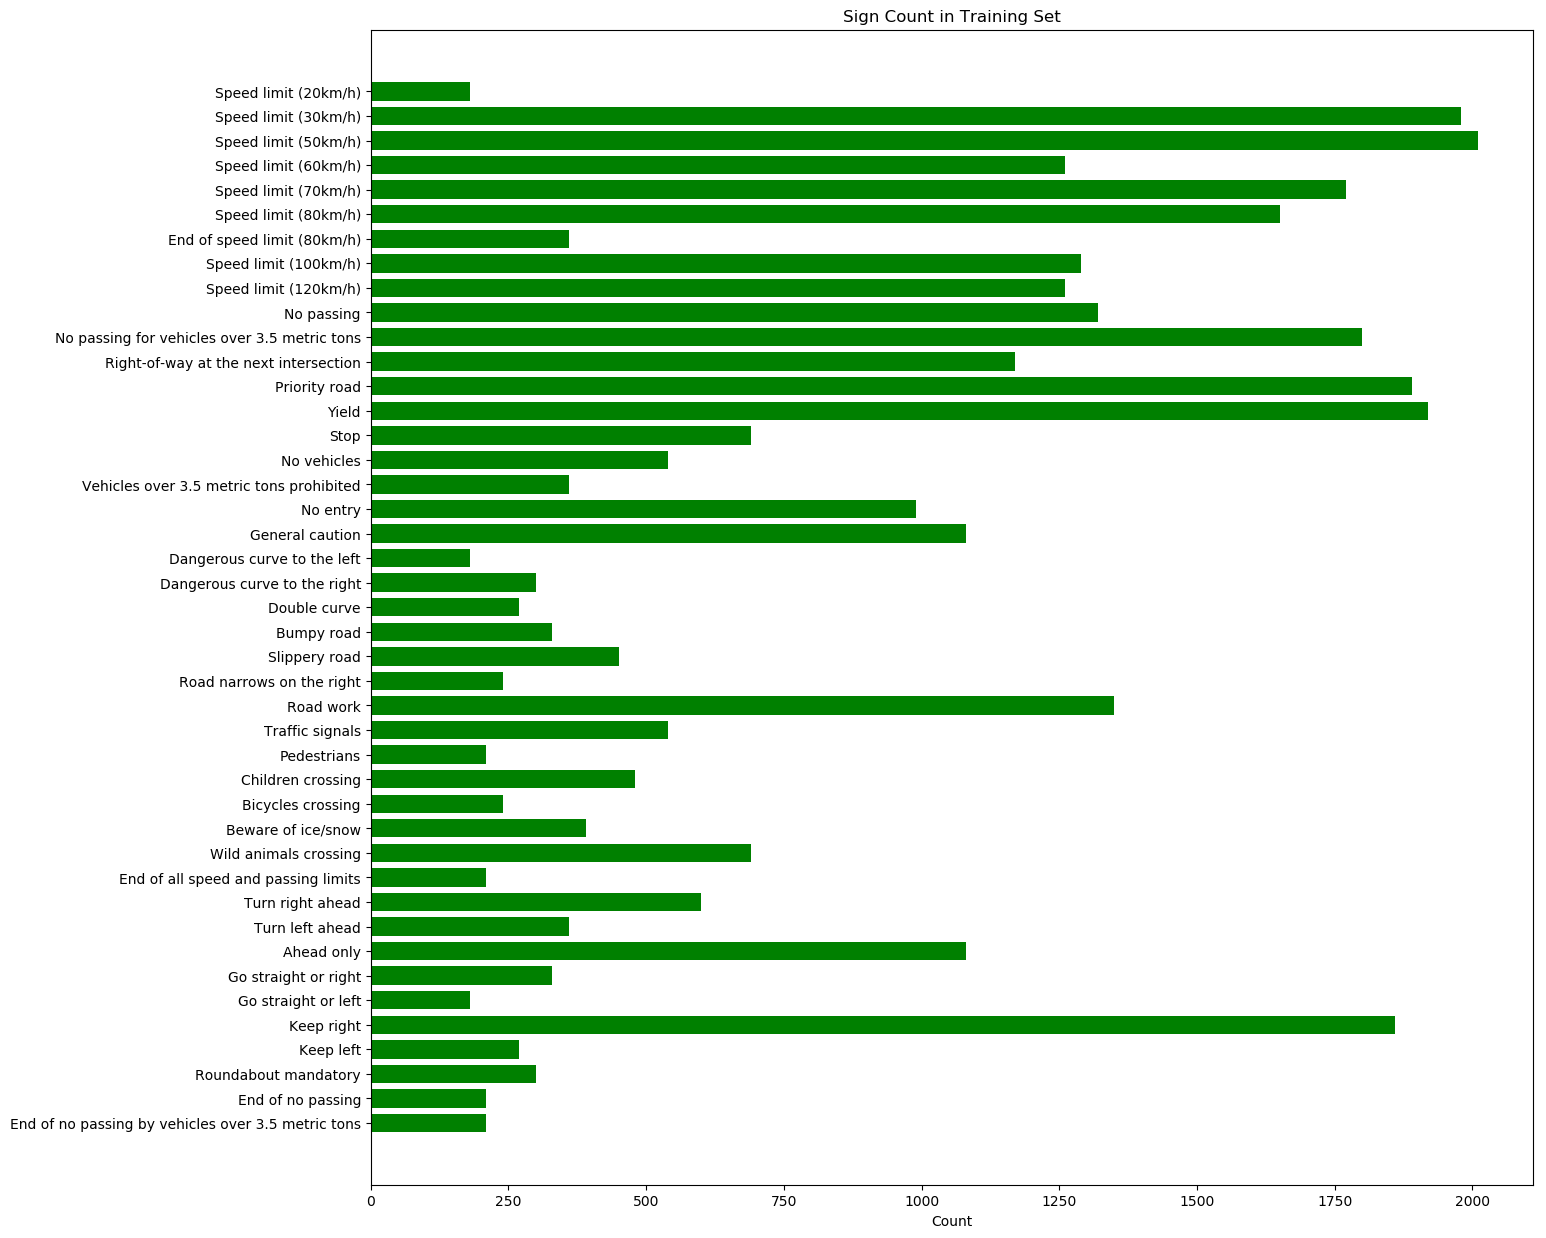 Sign Count in Training Set
Speed limit (20km/h)
Speed limit (30km/h)
Speed limit (50km/h)
Speed limit (60km/h)
Speed limit (70km/h)
Speed limit (80km/h)
End of speed limit (80km/h)
Speed limit (100km/h)
Speed limit (120km/h)
No passing
No passing for vehicles over 3.5 metric tons
Right-of-way at the next intersection
Priority road
Yield
Stop
No vehicles
Vehicles over 3.5 metric tons prohibited
No entry
General caution
Dangerous curve to the left
Dangerous curve to the right
Double curve
Bumpy road
Slippery road
Road narrows on the right
Road work
Traffic signals
Pedestrians
Children crossing
Bicycles crossing
Beware of ice/snow
Wild animals crossing
End of all speed and passing limits
Turn right ahead
Turn left ahead
Ahead only
Go straight or right
Go straight or left
Keep right
Keep left
Roundabout mandatory
End of no passing
End of no passing by vehicles over 3.5 metric tons
0 250 500 750 1000 1250 1500 1750 2000
Count